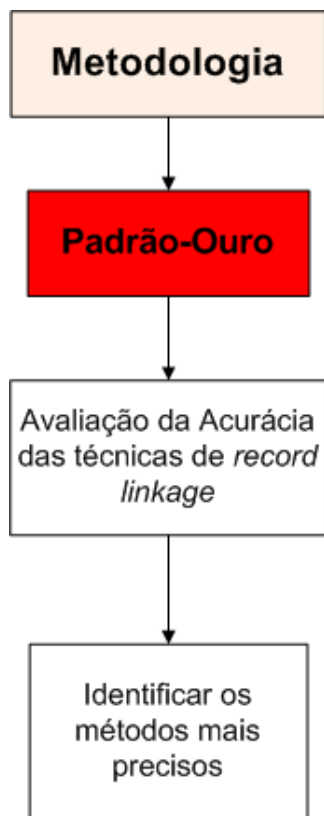 Metodologia
Padrão-Ouro
Avaliação da Acurácia
das técnicas de record
linkage
Identificar os
métodos mais
precisos